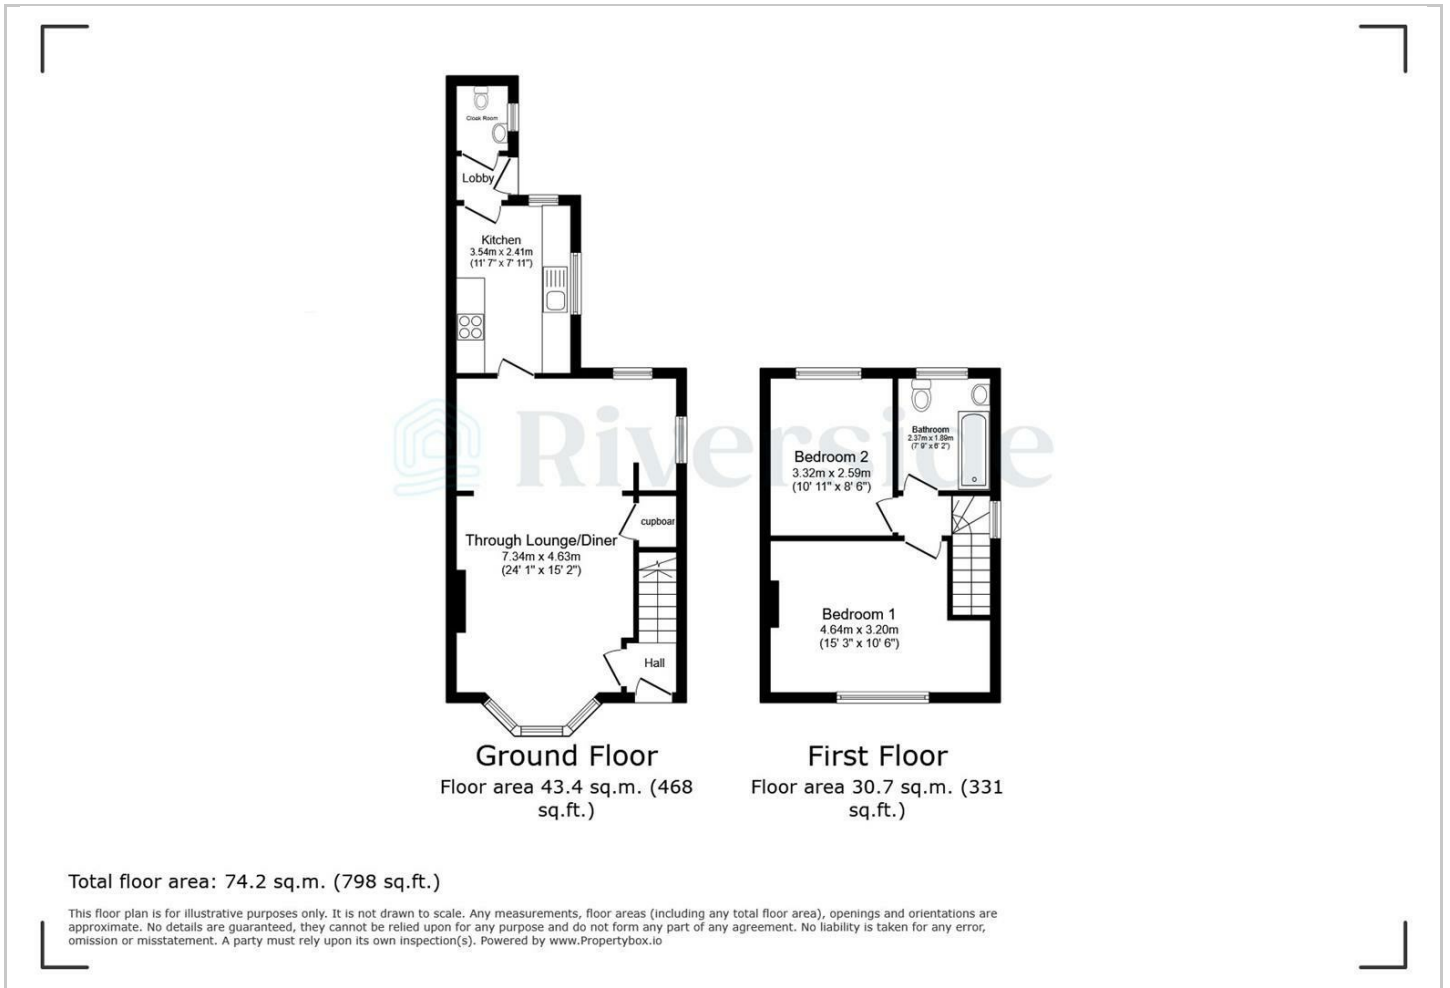 Cloak Room
Lobby
Kitchen
3.54m x 2.41m
(11' 7" x 7' 11")
Riverside
Through Lounge/Diner
7.34m x 4.63m
(24' 1" x 15' 2")
cupboar
Hall
Bedroom 2
3.32m x 2.59m
(10' 11" x 8' 6")
Bathroom
2.37m x 1.89m
(7' 9" x 6' 2")
Bedroom 1
4.64m x 3.20m
(15' 3" x 10' 6")
Ground Floor
Floor area 43.4 sq.m. (468
sq.ft.)
First Floor
Floor area 30.7 sq.m. (331
sq.ft.)
Total floor area: 74.2 sq.m. (798 sq.ft.)
This floor plan is for illustrative purposes only. It is not drawn to scale. Any measurements, floor areas (including any total floor area), openings and orientations are
approximate. No details are guaranteed, they cannot be relied upon for any purpose and do not form any part of any agreement. No liability is taken for any error,
omission or misstatement. A party must rely upon its own inspection(s). Powered by www.Propertybox.io